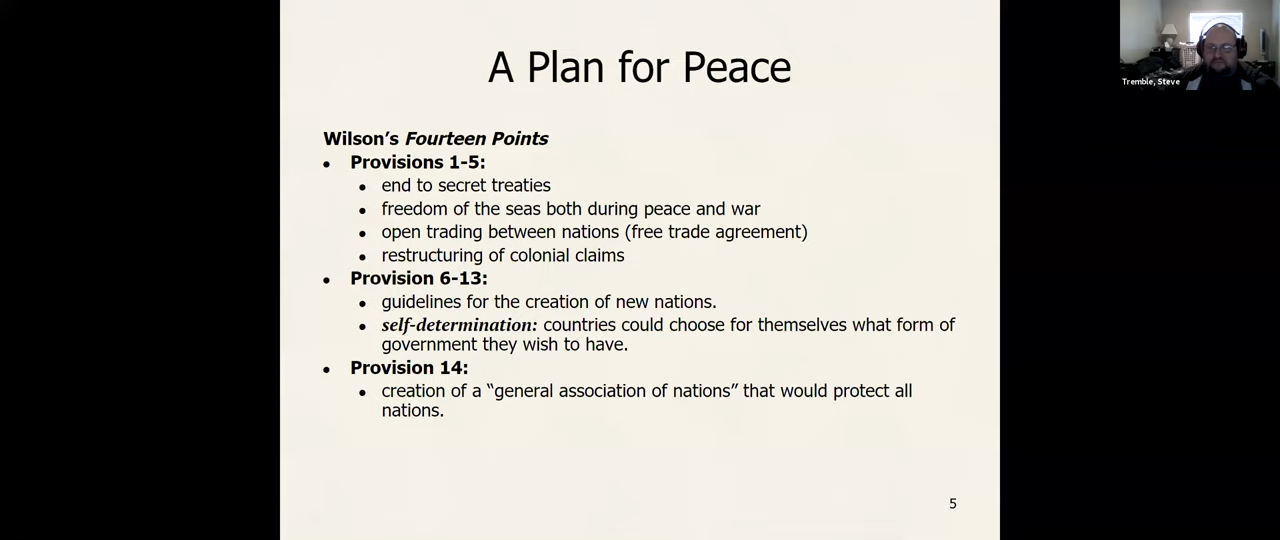 A Plan for Peace
Tremble, Steve
Wilson's Fourteen Points
• Provisions 1-5:
• end to secret treaties
• freedom of the seas both during peace and war
• open trading between nations (free trade agreement)
• restructuring of colonial claims
• Provision 6-13:
• guidelines for the creation of new nations.
• self-determination: countries could choose for themselves what form of
government they wish to have.
• Provision 14:
• creation of a “general association of nations” that would protect all
nations.
5